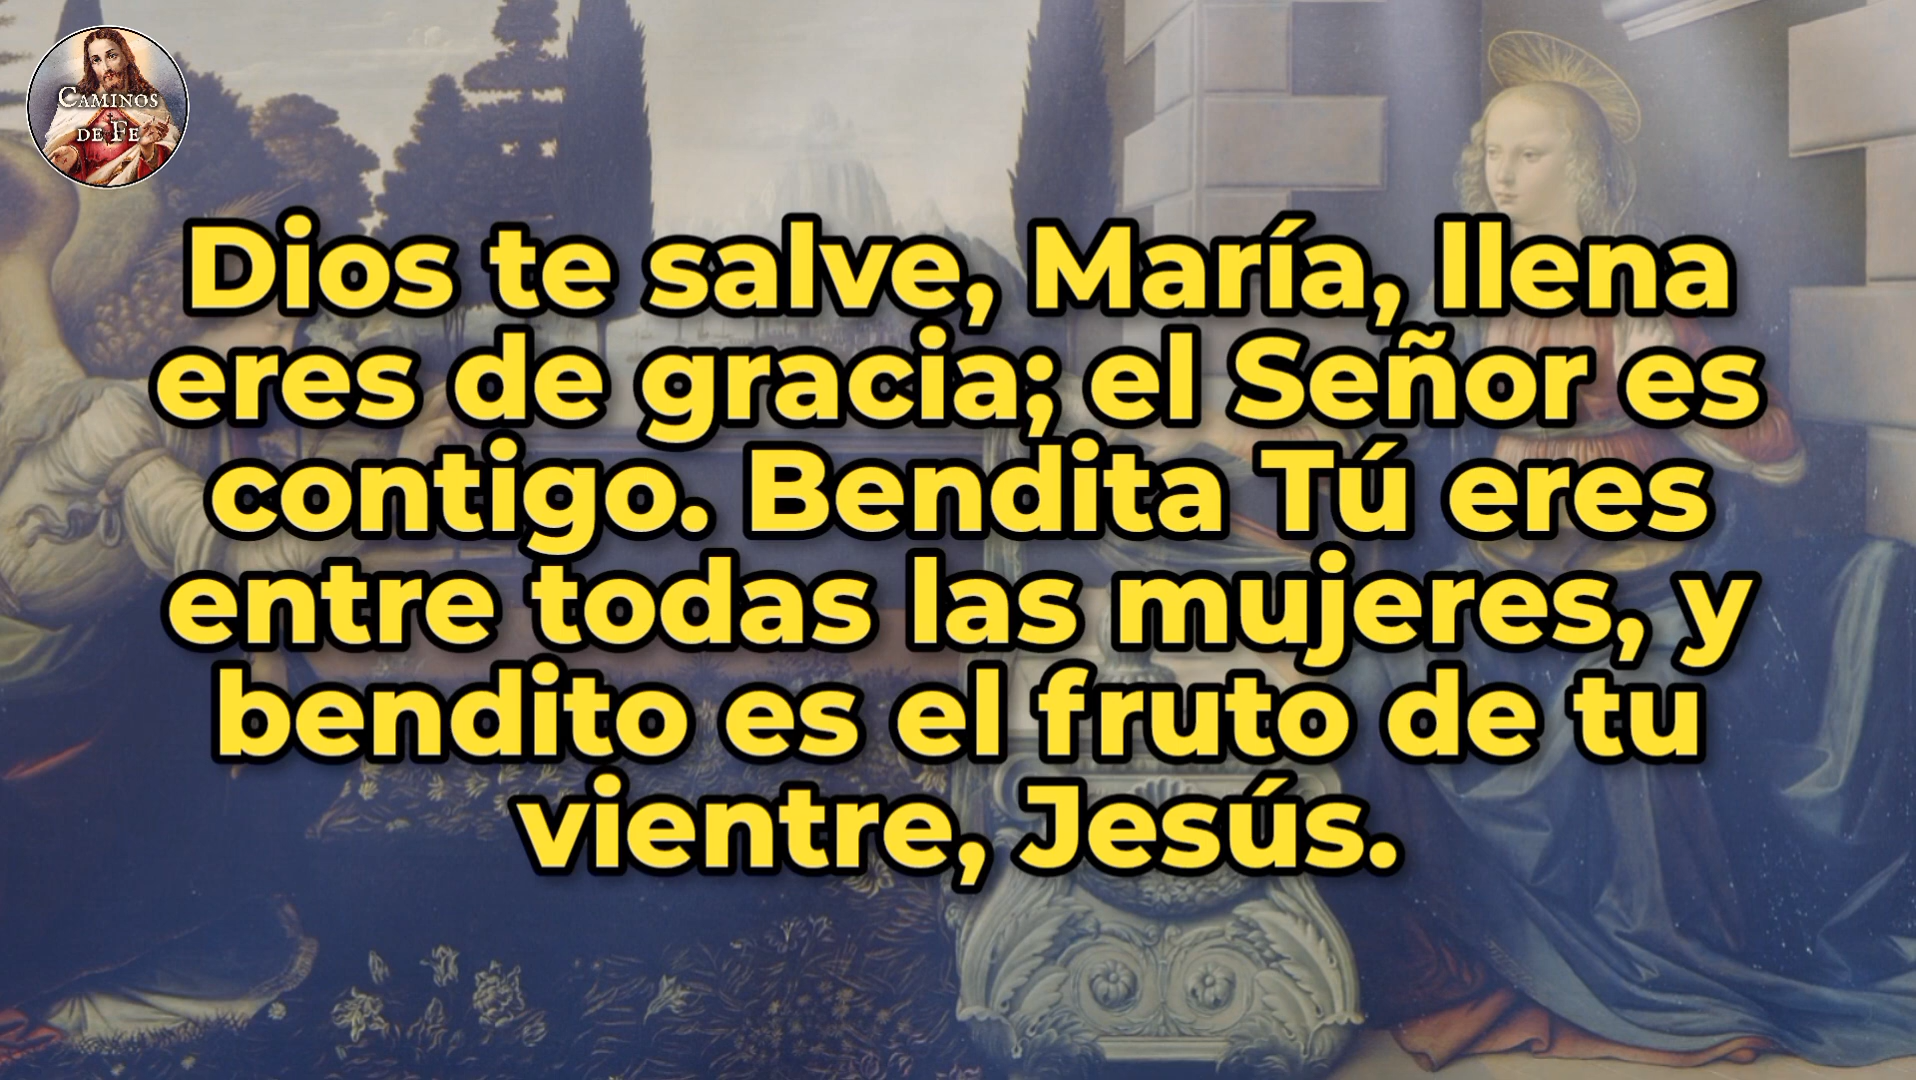 CAMINOS
DE FE
Dios te salve, María, llena
eres de gracia; el Señor es
contigo. Bendita Tú eres
entre todas las mujeres, y
bendito es el fruto de tu
vientre, Jesús.